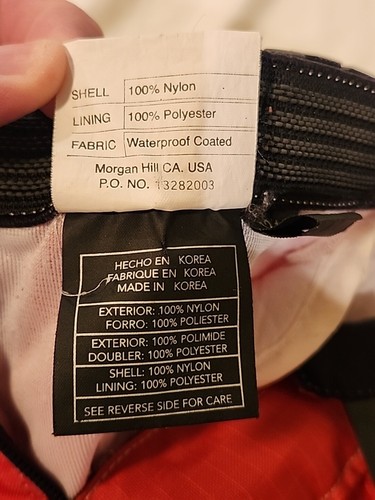 SHELL 100% Nylon
LINING 100% Polyester
FABRIC Waterproof Coated
Morgan Hill CA. USA
P.O. NO. 13282003
HECHO EN KOREA
FABRIQUE EN KOREA
MADE IN KOREA
EXTERIOR: 100% NYLON
FORRO: 100% POLIESTER
EXTERIOR: 100% POLIMIDE
DOUBLER: 100% POLYESTER
SHELL: 100% NYLON
LINING: 100% POLYESTER
SEE REVERSE SIDE FOR CARE